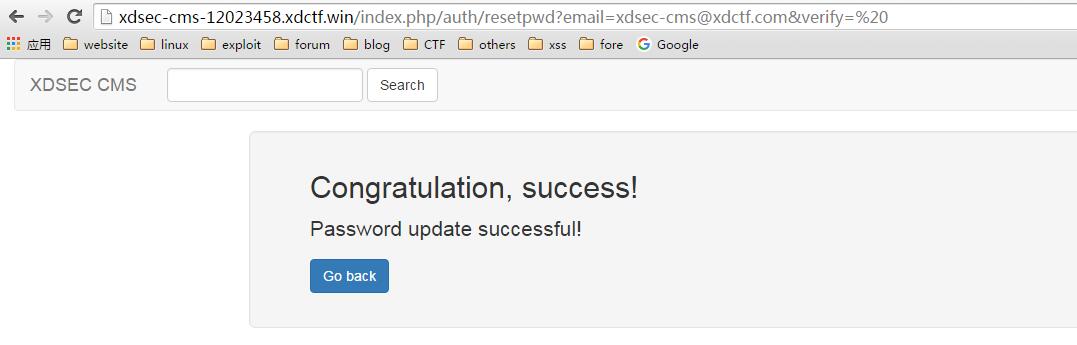 xdsec-cms-12023458.xdctf.win/index.php/auth/resetpwd?email=xdsec-cms@xdctf.com&verify=%20
应用 website linux exploit forum blog CTF others xss fore Google
XDSEC CMS Search
Congratulation, success!
Password update successful!
Go back